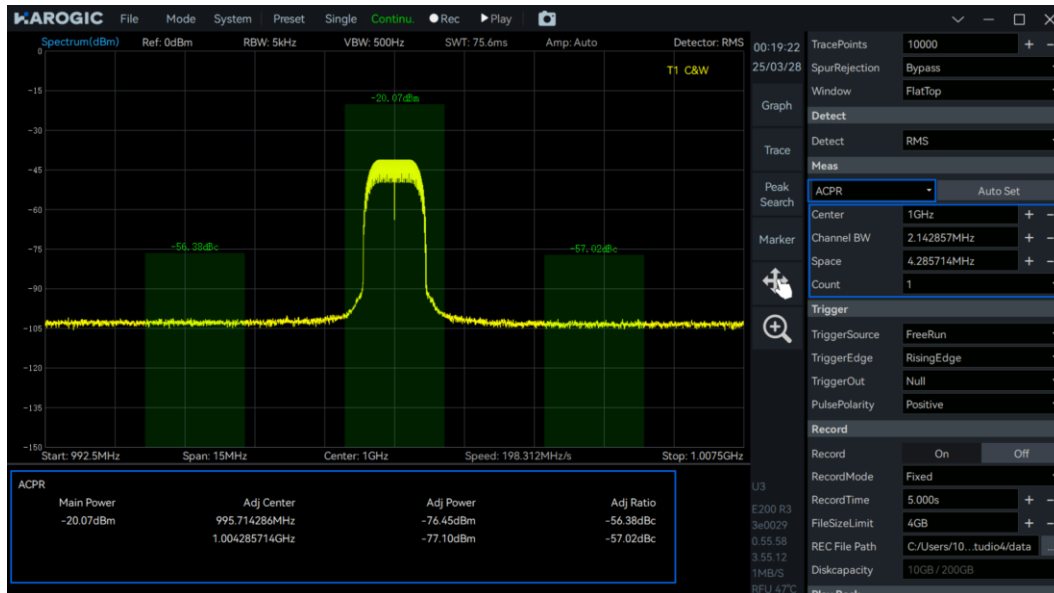 HAROGIC File Mode System Preset Single Continu. Rec Play
Spectrum(dBm) Ref: 0dBm RBW: 5kHz VBW: 500Hz SWT: 75.6ms Amp: Auto Detector: RMS
T1 C&W
0
-15
-30
-45
-60
-75
-90
-105
-120
-135
-150
-20.07dBm
-56.38dBc
-57.02dBc
Start: 992.5MHz Span: 15MHz Center: 1GHz Speed: 198.312MHz/s Stop: 1.0075GHz
ACPR
Main Power Adj Center Adj Power Adj Ratio
-20.07dBm 995.714286MHz -76.45dBm -56.38dBc
1.004285714GHz -77.10dBm -57.02dBc
00:19:22
25/03/28
Graph
Trace
Peak
Search
Marker
U3
E200 R3
3e0029
0.55.58
3.55.12
1MB/S
RFU 47°C
TracePoints 10000 + -
SpurRejection Bypass
Window FlatTop
Detect
Detect RMS
Meas
ACPR Auto Set
Center 1GHz + -
Channel BW 2.142857MHz + -
Space 4.285714MHz + -
Count 1
Trigger
TriggerSource FreeRun
TriggerEdge RisingEdge
TriggerOut Null
PulsePolarity Positive
Record
Record On Off
RecordMode Fixed
RecordTime 5.000s + -
FileSizeLimit 4GB + -
REC File Path C:/Users/10...tudio4/data ...
Diskcapacity 10GB / 200GB